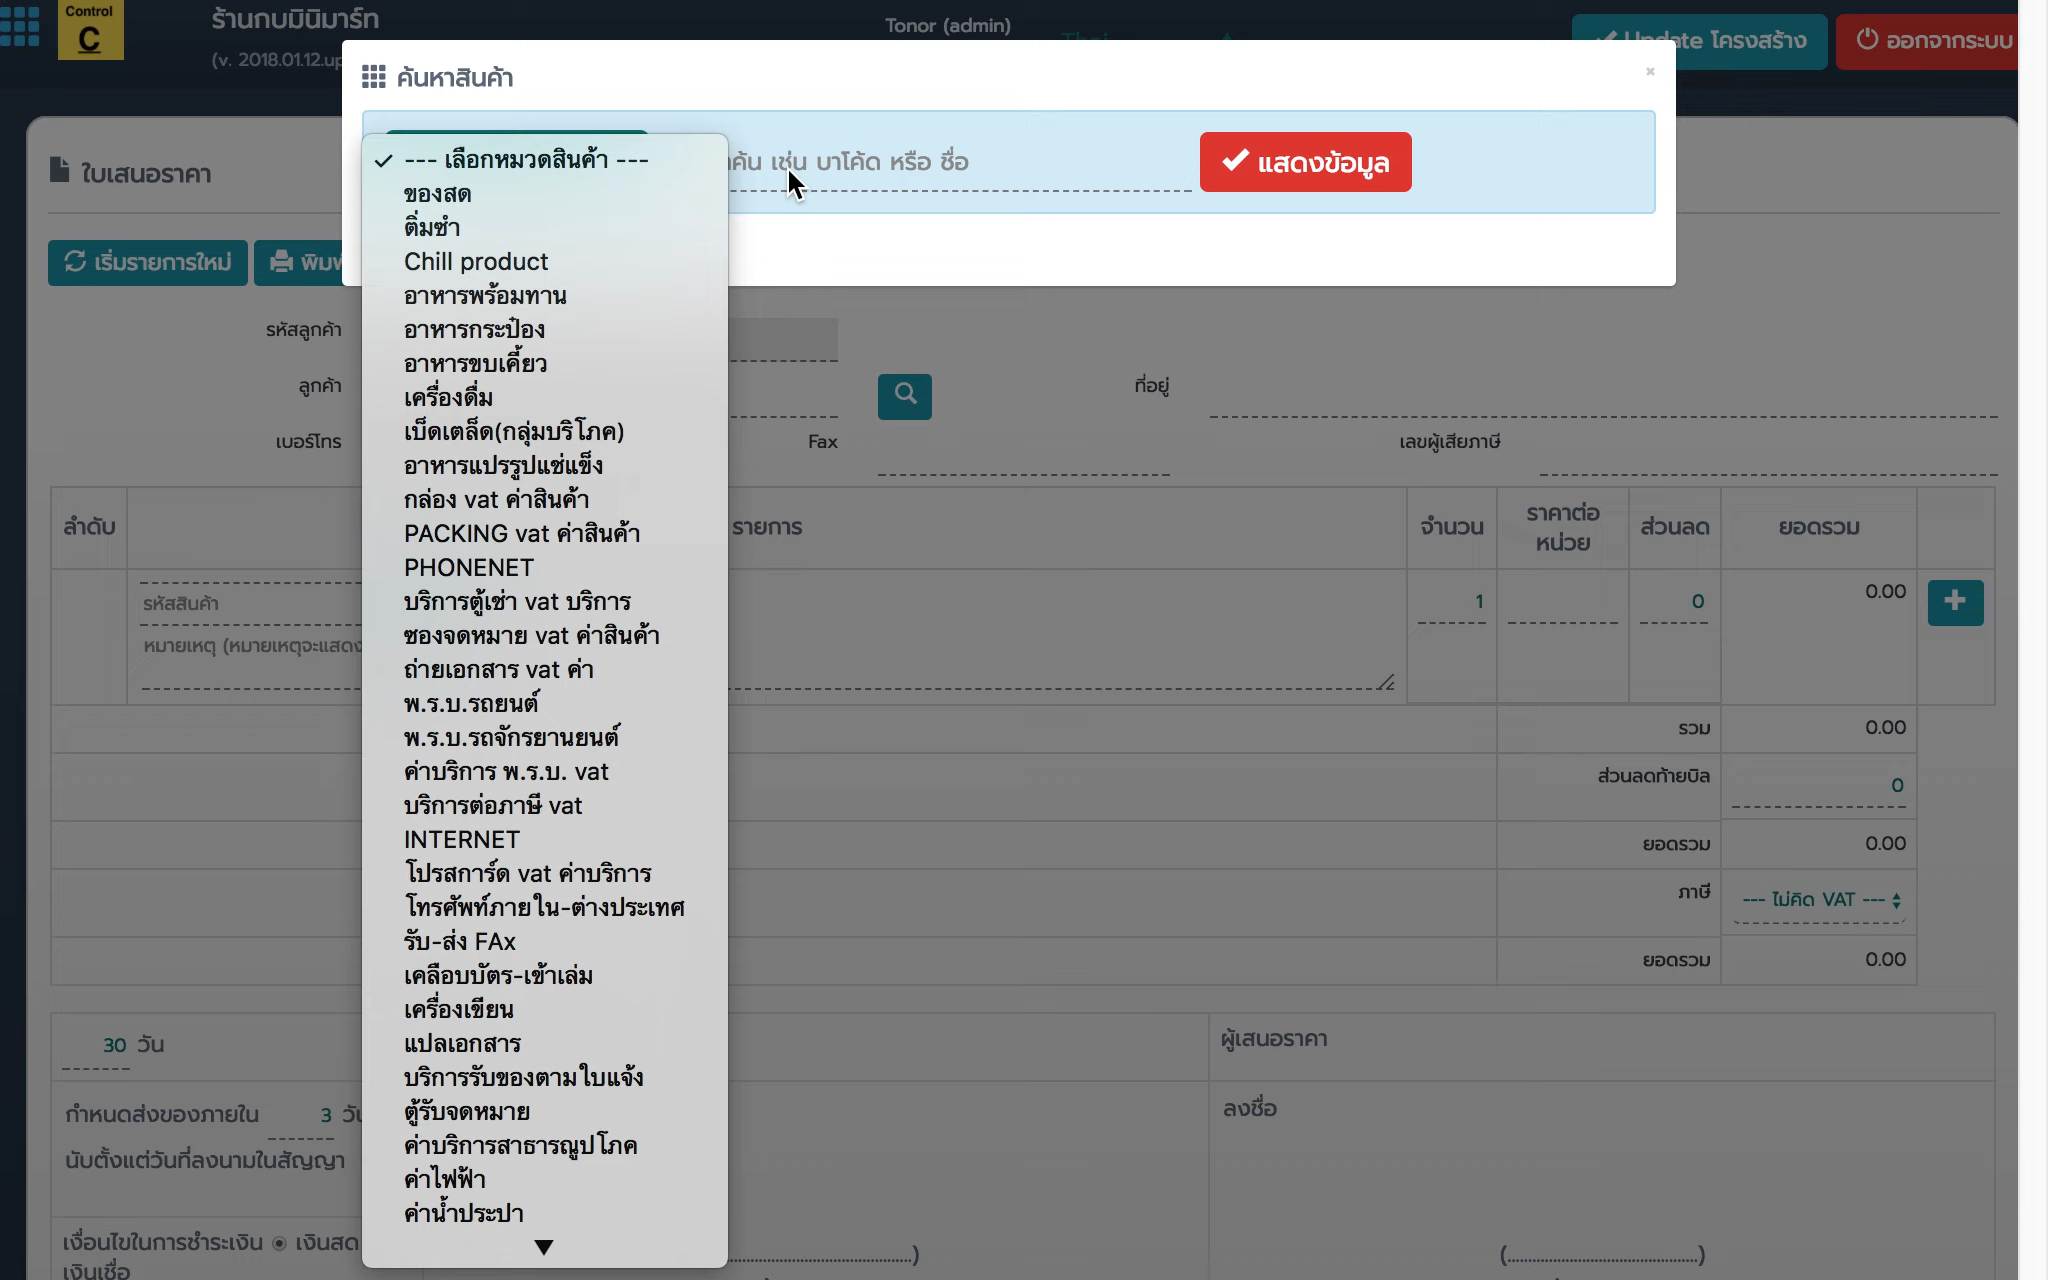 Control
C
ร้านกบมินิมาร์ท
Tonor (admin)
Update โครงสร้าง
ออกจากระบบ
ค้นหาสินค้า
×
เช่น บาโค้ด หรือ ชื่อ
แสดงข้อมูล
--- เลือกหมวดสินค้า ---
ของสด
ติ่มซำ
Chill product
อาหารพร้อมทาน
อาหารกระป๋อง
อาหารขบเคี้ยว
เครื่องดื่ม
เบ็ดเตล็ด(กลุ่มบริโภค)
อาหารแปรรูปแช่แข็ง
กล่อง vat ค่าสินค้า
PACKING vat ค่าสินค้า
PHONENET
บริการตู้เช่า vat บริการ
ซองจดหมาย vat ค่าสินค้า
ถ่ายเอกสาร vat ค่า
พ.ร.บ.รถยนต์
พ.ร.บ.รถจักรยานยนต์
ค่าบริการ พ.ร.บ. vat
บริการต่อภาษี vat
INTERNET
โปรสการ์ด vat ค่าบริการ
โทรศัพท์ภายใน-ต่างประเทศ
รับ-ส่ง FAx
เคลือบบัตร-เข้าเล่ม
เครื่องเขียน
แปลเอกสาร
บริการรับของตามใบแจ้ง
ตู้รับจดหมาย
ค่าบริการสาธารณูปโภค
ค่าไฟฟ้า
ค่าน้ำประปา
ใบเสนอราคา
เริ่มรายการใหม่
รหัสลูกค้า
ลูกค้า
ที่อยู่
เบอร์โทร
Fax
เลขผู้เสียภาษี
ลำดับ
รายการ
จำนวน
ราคาต่อ
หน่วย
ส่วนลด
ยอดรวม
รหัสสินค้า
1
0
0.00
หมายเหตุ
รวม
0.00
ส่วนลดท้ายบิล
0
ยอดรวม
0.00
ภาษี
--- ไม่คิด VAT ---
ยอดรวม
0.00
30 วัน
ผู้เสนอราคา
กำหนดส่งของภายใน 3
ลงชื่อ
นับตั้งแต่วันที่ลงนามในสัญญา
เงื่อนไขในการชำระเงิน เงินสด
เงินเชื่อ